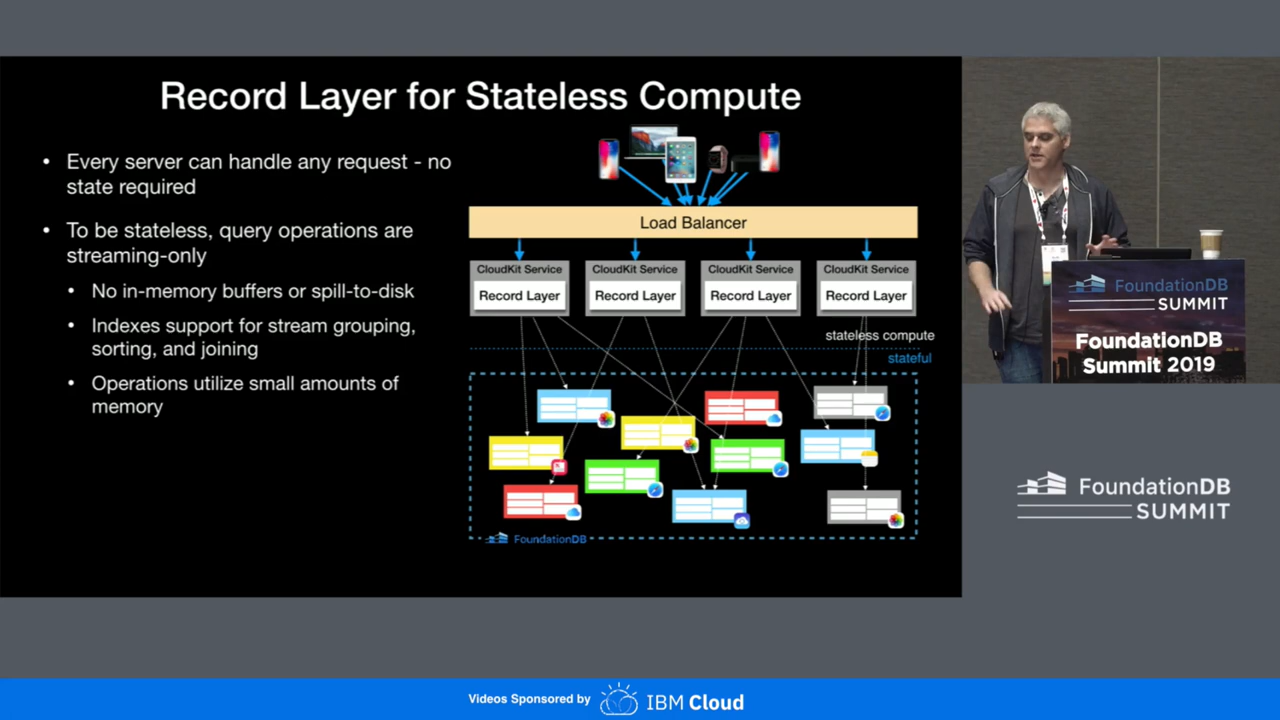 Record Layer for Stateless Compute
• Every server can handle any request - no
state required
• To be stateless, query operations are
streaming-only
• No in-memory buffers or spill-to-disk
• Indexes support for stream grouping,
sorting, and joining
• Operations utilize small amounts of
memory
Load Balancer
CloudKit Service
Record Layer
CloudKit Service
Record Layer
CloudKit Service
Record Layer
CloudKit Service
Record Layer
stateless compute
stateful
FoundationDB
FoundationDB
SUMMIT
FoundationDB
Summit 2019
FoundationDB
SUMMIT
Videos Sponsored by IBM Cloud